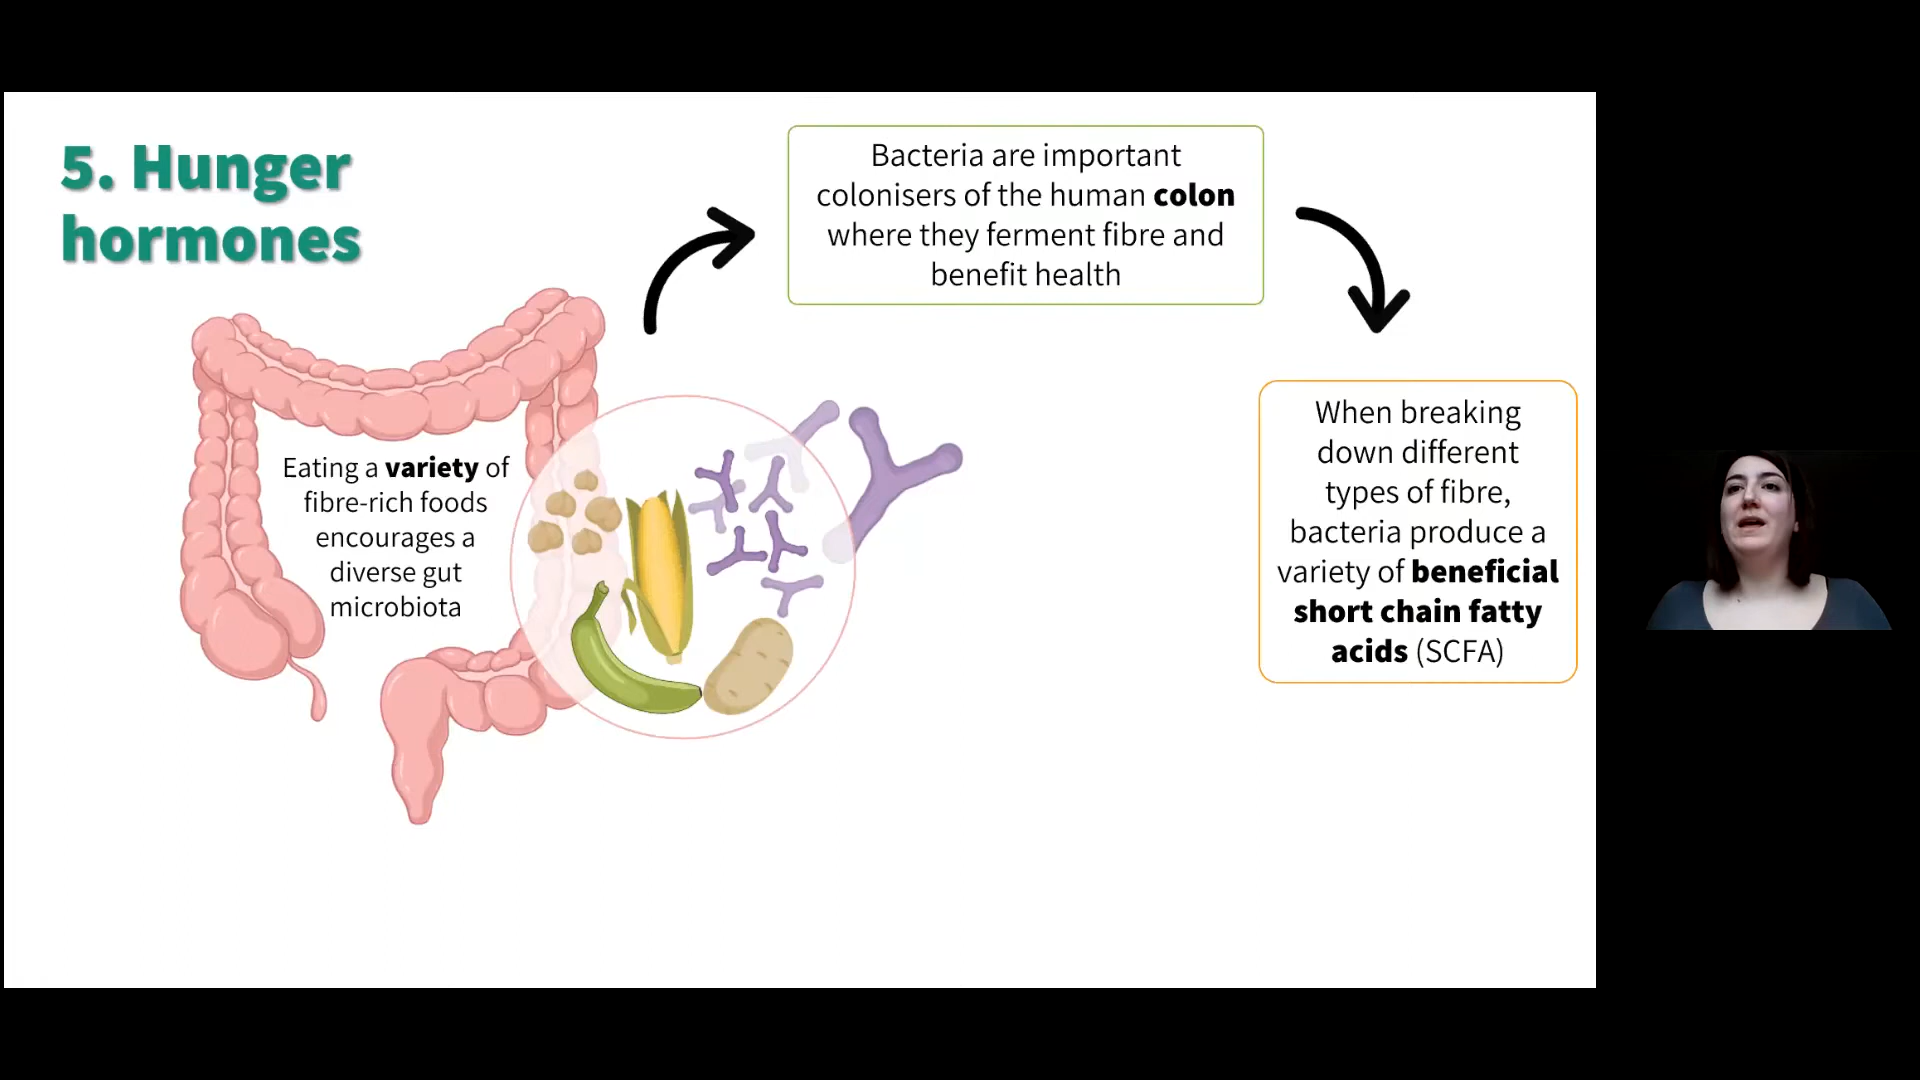 5. Hunger
hormones
Eating a variety of
fibre-rich foods
encourages a
diverse gut
microbiota
Bacteria are important
colonisers of the human colon
where they ferment fibre and
benefit health
When breaking
down different
types of fibre,
bacteria produce a
variety of beneficial
short chain fatty
acids (SCFA)